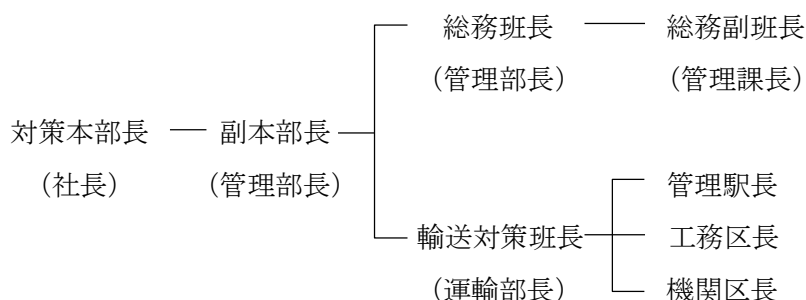 総務班長
総務副班長
（管理部長）
（管理課長）
対策本部長
副本部長
（社長）
（管理部長）
管理駅長
輸送対策班長
工務区長
（運輸部長）
機関区長